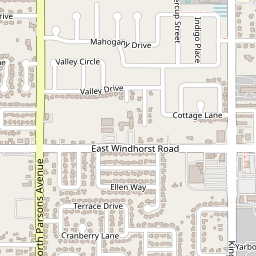 Mahogany Drive
Indigo Place
Street
Valley Circle
Valley Drive
Cottage Lane
East Windhorst Road
Ellen Way
Terrace Drive
Cranberry Lane
Parsons Avenue